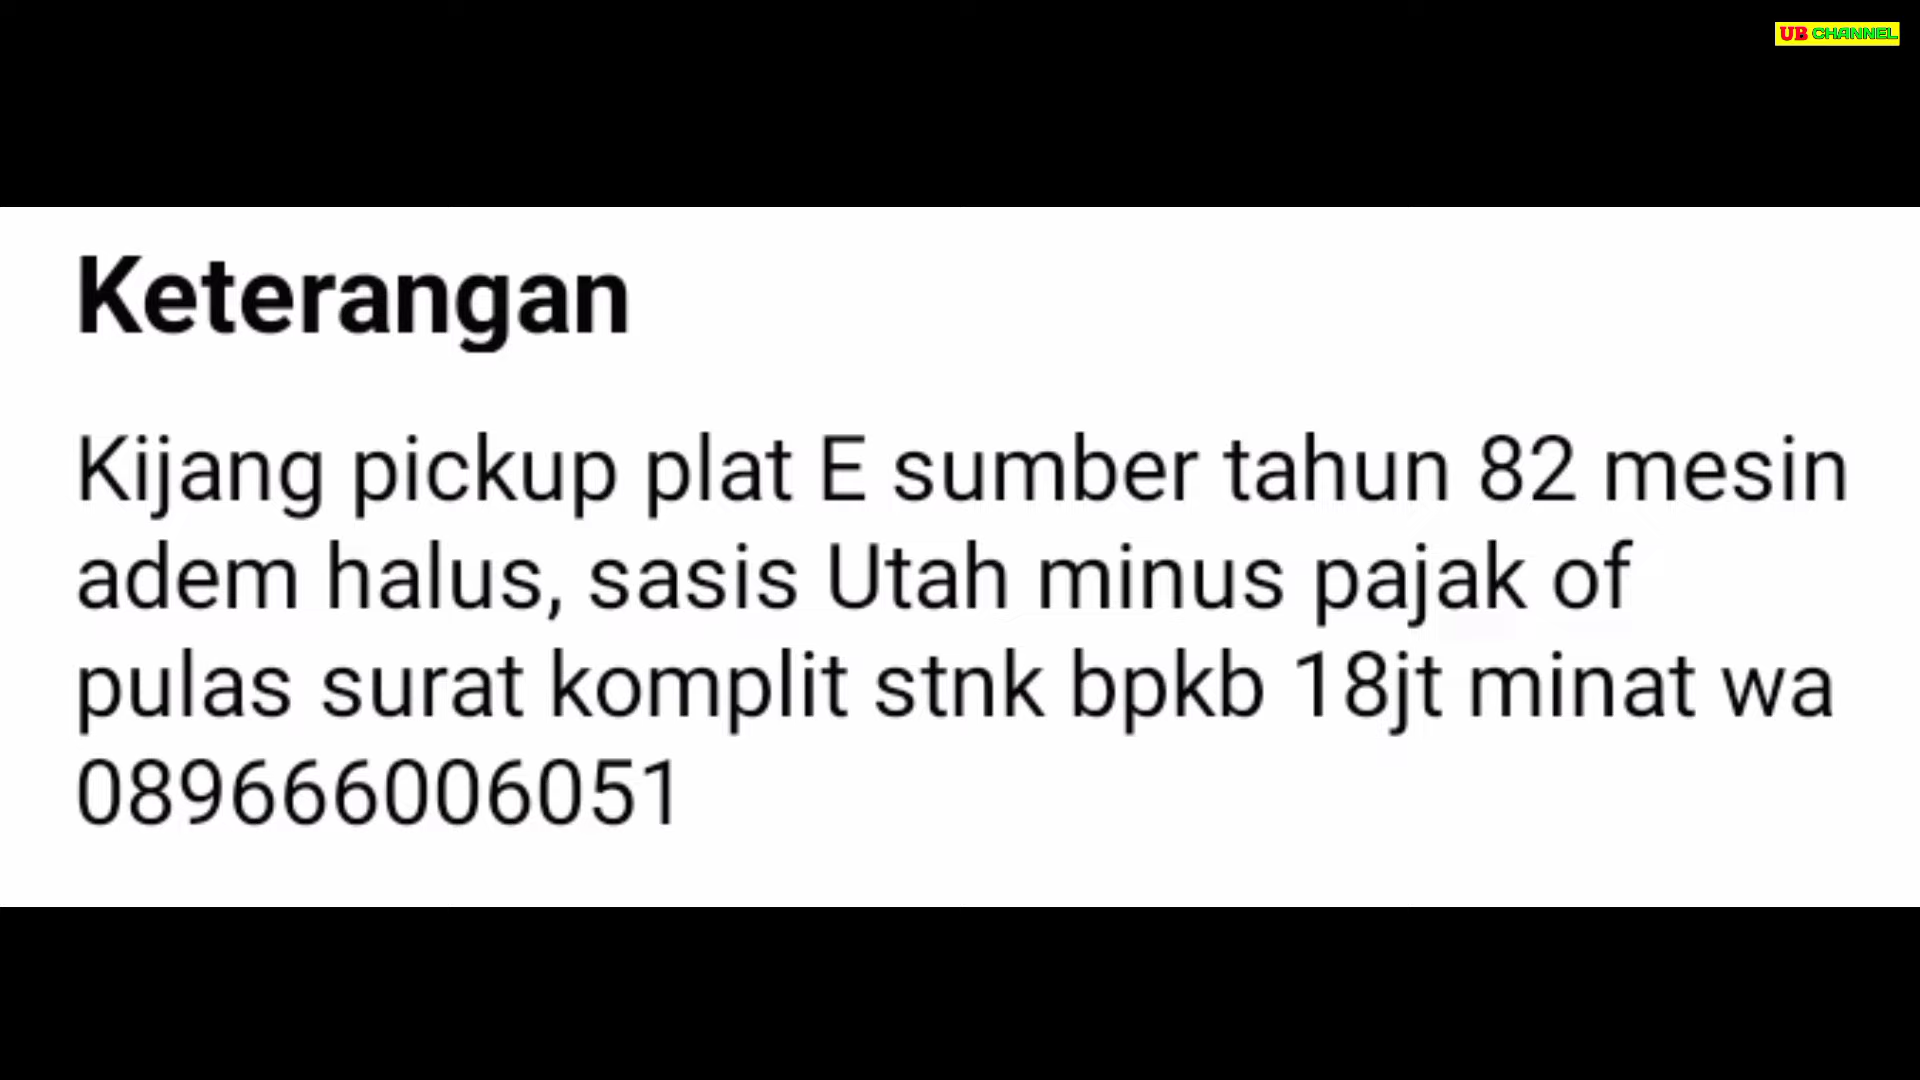 UB CHANNEL
Keterangan
Kijang pickup plat E sumber tahun 82 mesin
adem halus, sasis Utah minus pajak of
pulas surat komplit stnk bpkb 18jt minat wa
089666006051